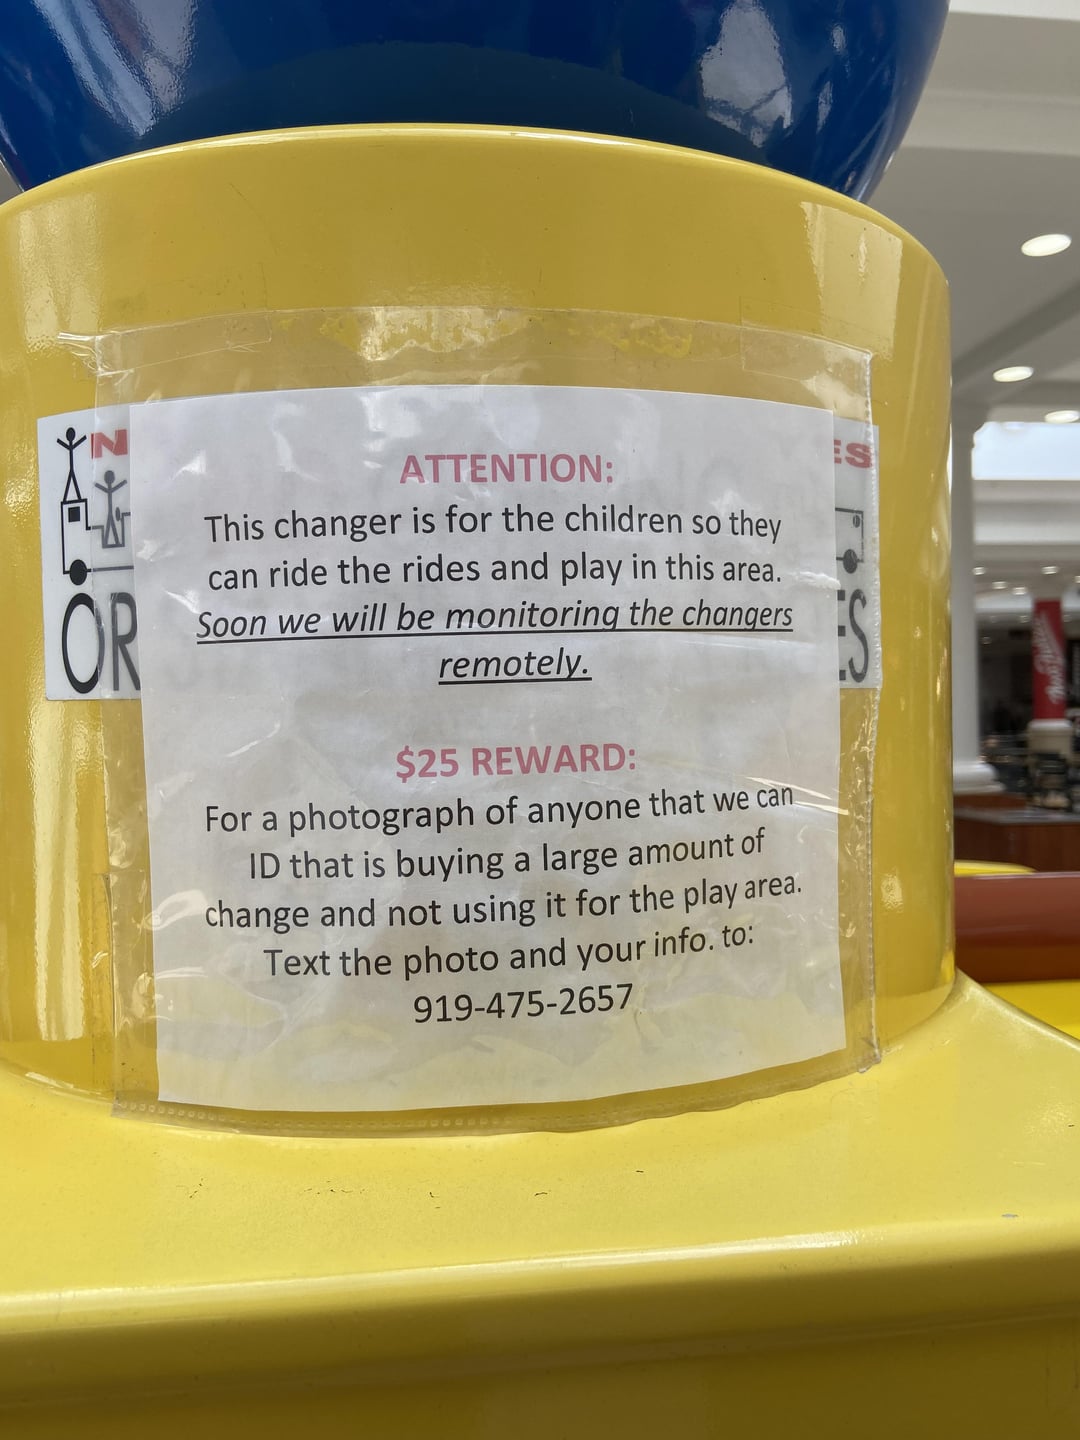 ATTENTION:
This changer is for the children so they
can ride the rides and play in this area.
Soon we will be monitoring the changers
remotely.
$25 REWARD:
For a photograph of anyone that we can
ID that is buying a large amount of
change and not using it for the play area.
Text the photo and your info. to:
919-475-2657
N
ES
OR
ES